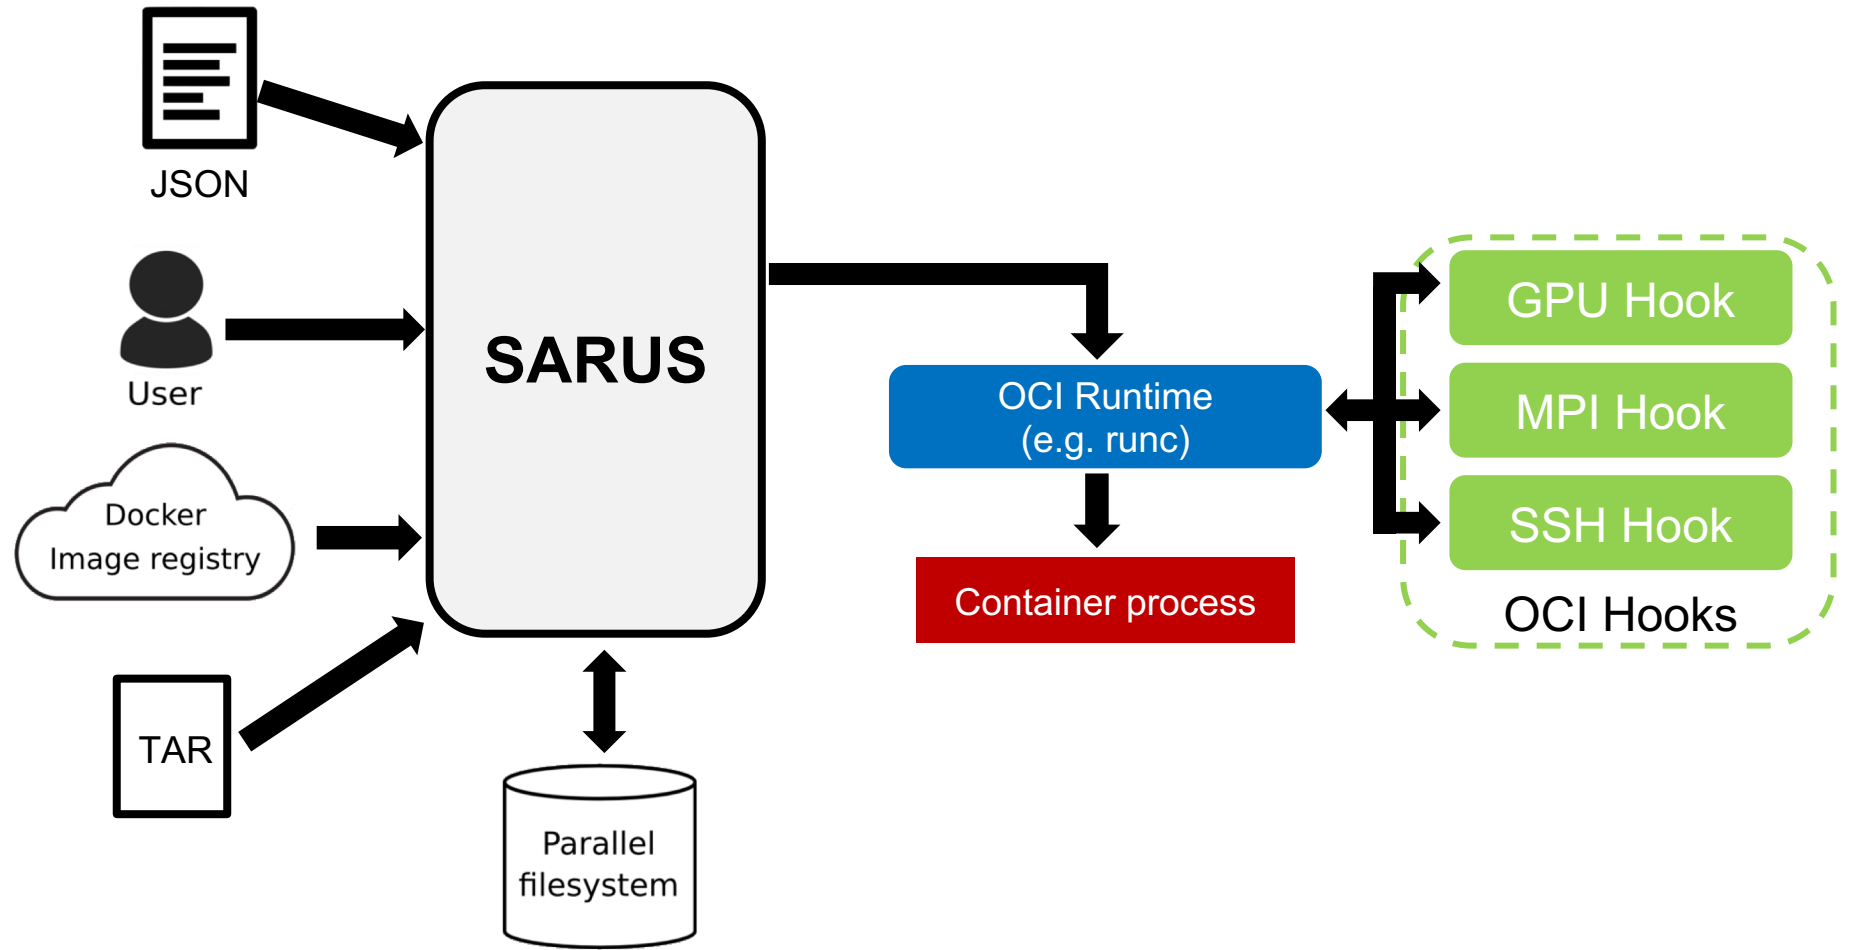 JSON
User
Docker
Image registry
TAR
SARUS
Parallel
filesystem
OCI Runtime
(e.g. runc)
Container process
GPU Hook
MPI Hook
SSH Hook
OCI Hooks